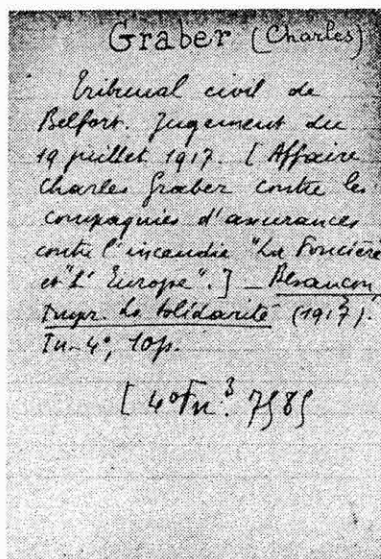 Graber (Charles)
Tribunal civil de
Belfort. Jugement du
19 juillet 1917. [Affaire
Charles Graber contre les
compagnies d'assurances
contre l'incendie "La Foncière
et "L'Europe".] _ Besançon,
Impr. La Solidarité (1917).
In-4°, 10 p.
[4° Fn³. 7585